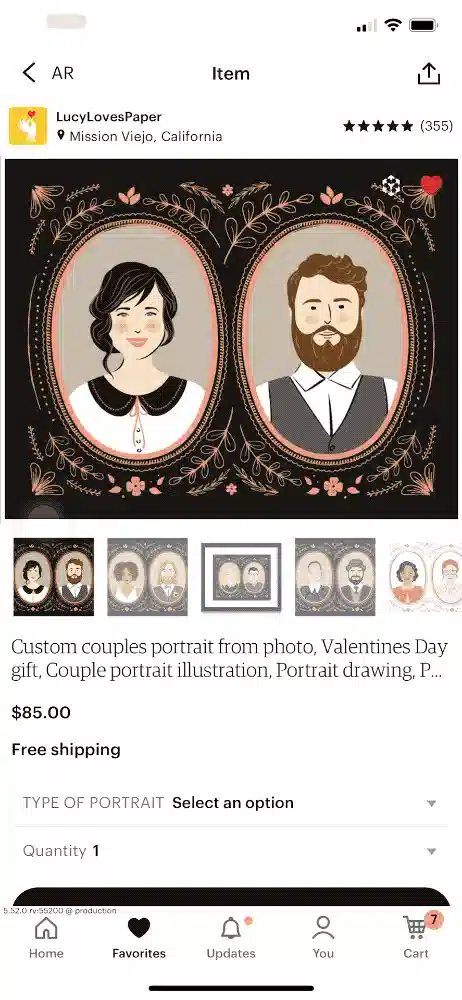 AR
Item
LucyLovesPaper
Mission Viejo, California
(355)
Custom couples portrait from photo, Valentines Day
gift, Couple portrait illustration, Portrait drawing, P...
$85.00
Free shipping
TYPE OF PORTRAIT Select an option
Quantity 1
5.52.0 rv:55200 @ production
7
Home
Favorites
Updates
You
Cart